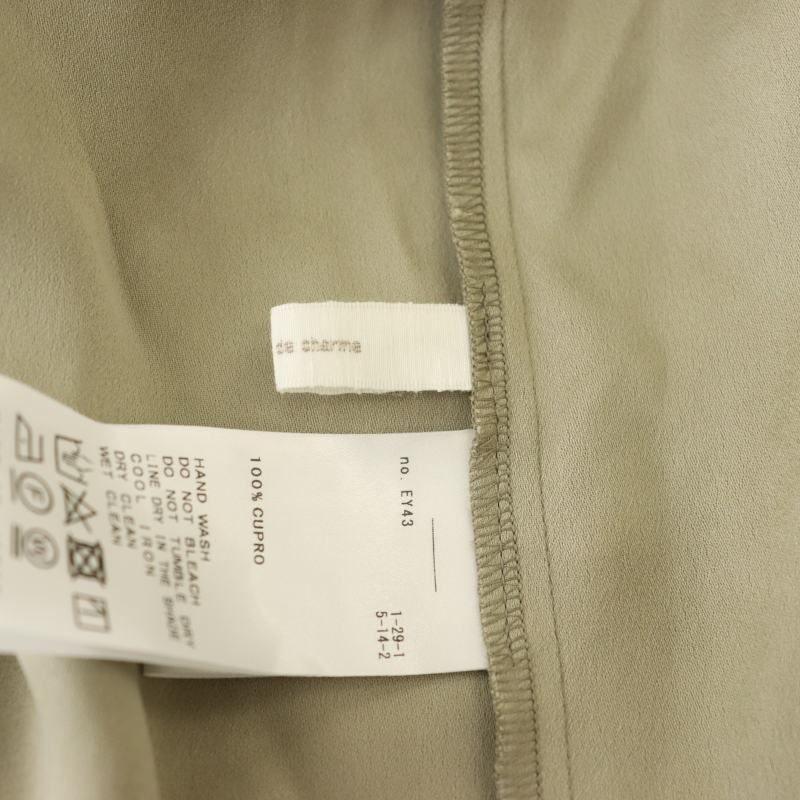 de charme
no. EY43
1-29-1
5-14-2
100% CUPRO
HAND WASH
DO NOT BLEACH
DO NOT TUMBLE DRY
LINE DRY IN THE SHADE
COOL IRON
DRY CLEAN
WET CLEAN
F
W